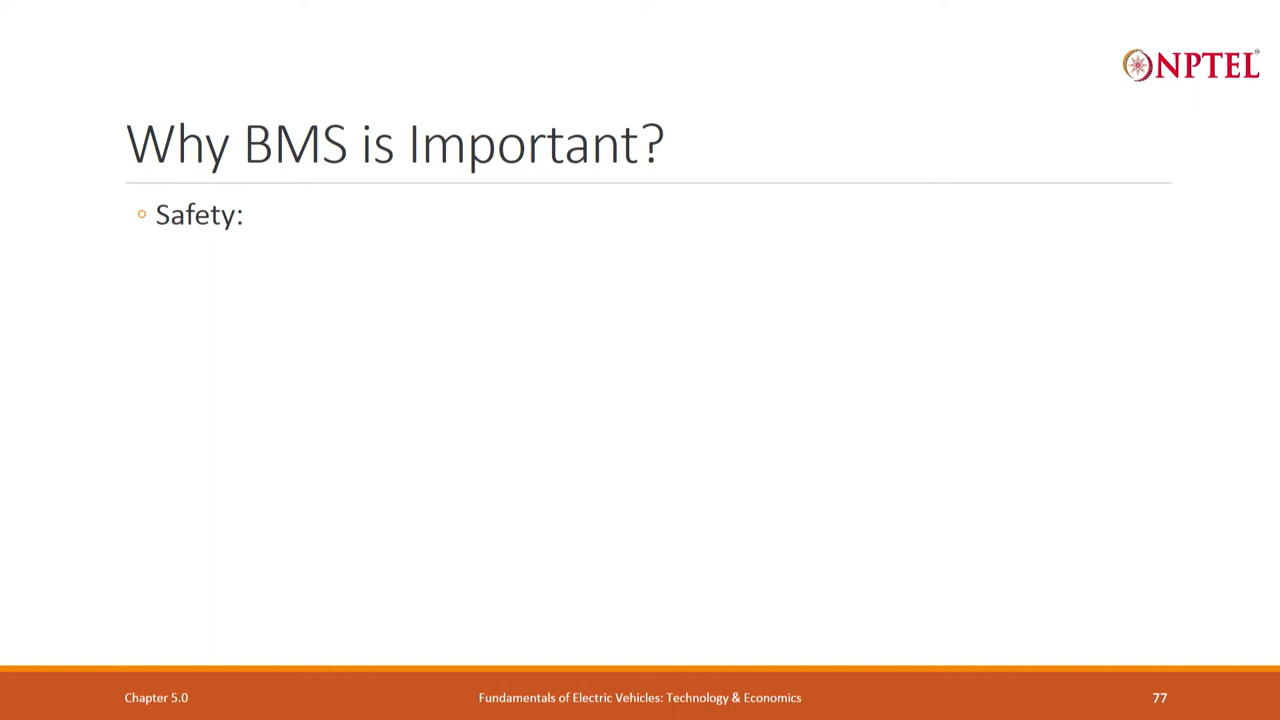 NPTEL
Why BMS is Important?
Safety:
Chapter 5.0
Fundamentals of Electric Vehicles: Technology & Economics
77